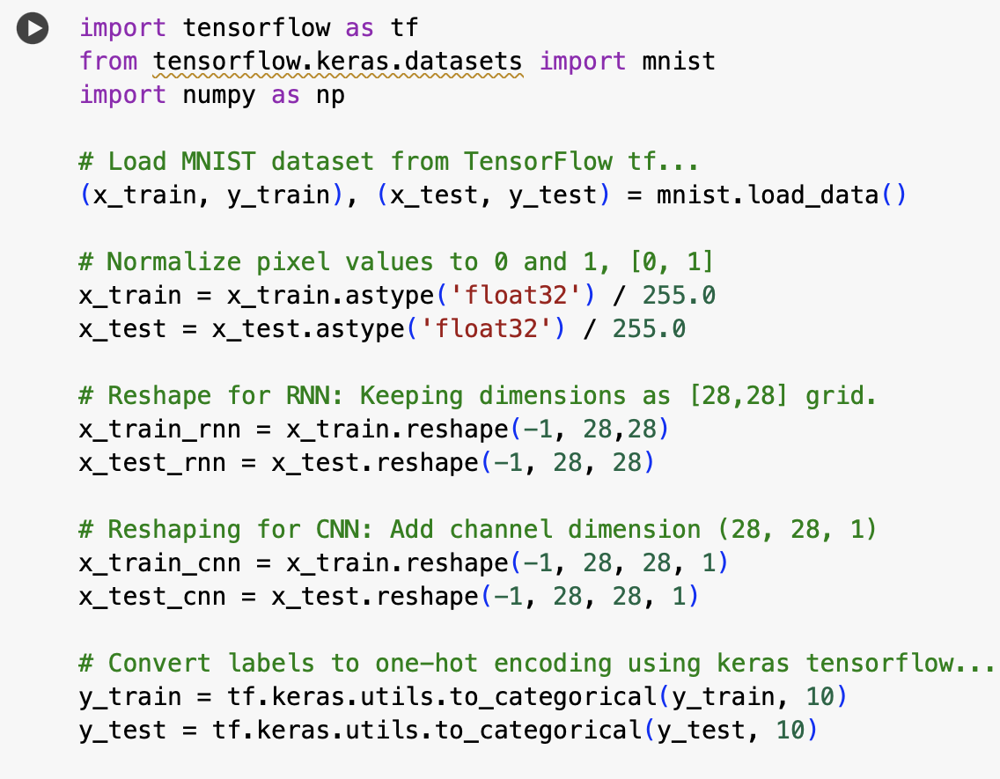 import tensorflow as tf
from tensorflow.keras.datasets import mnist
import numpy as np
# Load MNIST dataset from TensorFlow tf...
(x_train, y_train), (x_test, y_test) = mnist.load_data()
# Normalize pixel values to 0 and 1, [0, 1]
x_train = x_train.astype('float32') / 255.0
x_test = x_test.astype('float32') / 255.0
# Reshape for RNN: Keeping dimensions as [28,28] grid.
x_train_rnn = x_train.reshape(-1, 28,28)
x_test_rnn = x_test.reshape(-1, 28, 28)
# Reshaping for CNN: Add channel dimension (28, 28, 1)
x_train_cnn = x_train.reshape(-1, 28, 28, 1)
x_test_cnn = x_test.reshape(-1, 28, 28, 1)
# Convert labels to one-hot encoding using keras tensorflow...
y_train = tf.keras.utils.to_categorical(y_train, 10)
y_test = tf.keras.utils.to_categorical(y_test, 10)